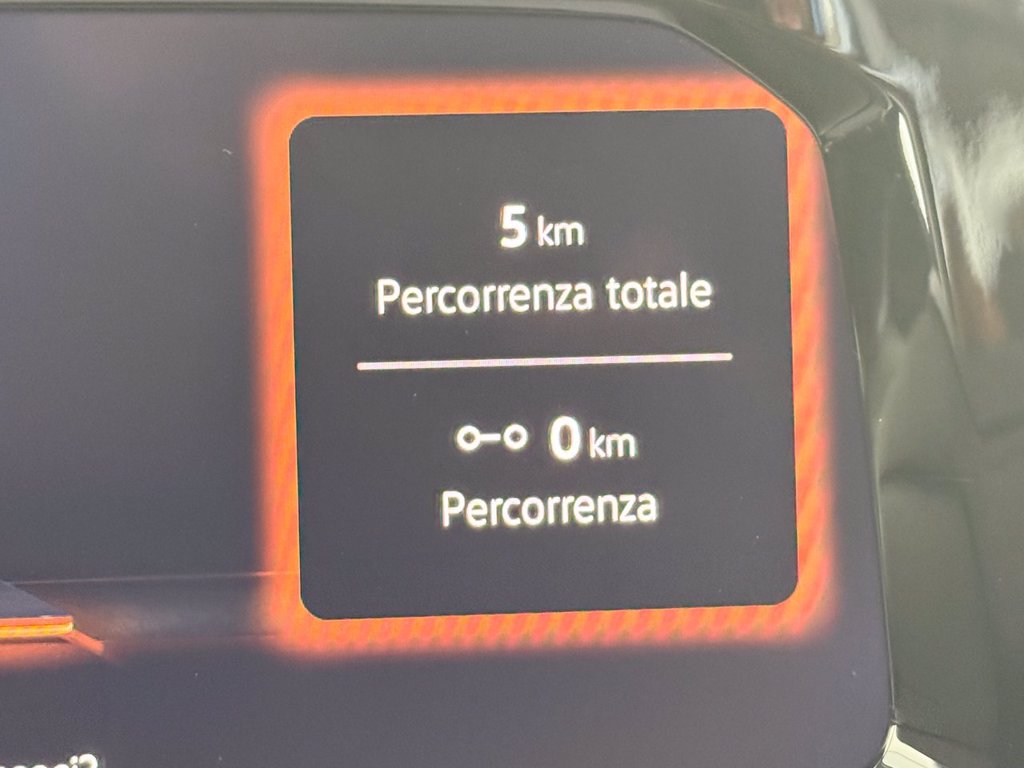 5 km
Percorrenza totale
0 km
Percorrenza